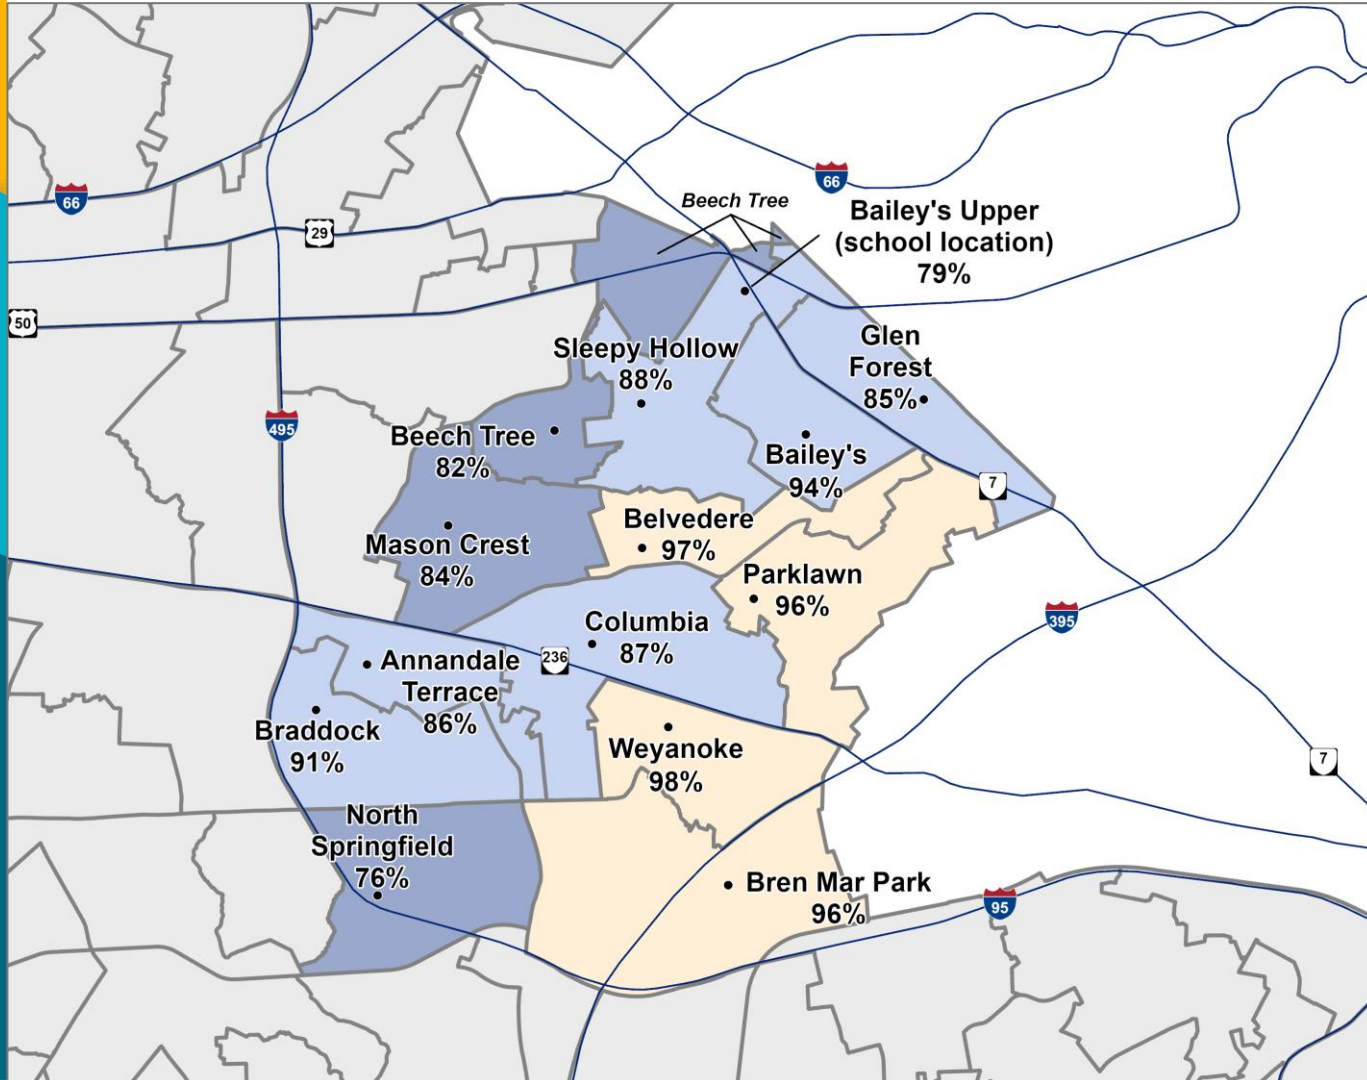 Beech Tree
66
66
Bailey's Upper
(school location)
79%
29
50
Glen
Forest
85%
Sleepy Hollow
88%
495
Beech Tree
82%
Bailey's
94%
7
Belvedere
97%
Mason Crest
84%
Parklawn
96%
395
Columbia
87%
236
Annandale
Terrace
86%
Braddock
91%
Weyanoke
98%
7
North
Springfield
76%
Bren Mar Park
96%
95